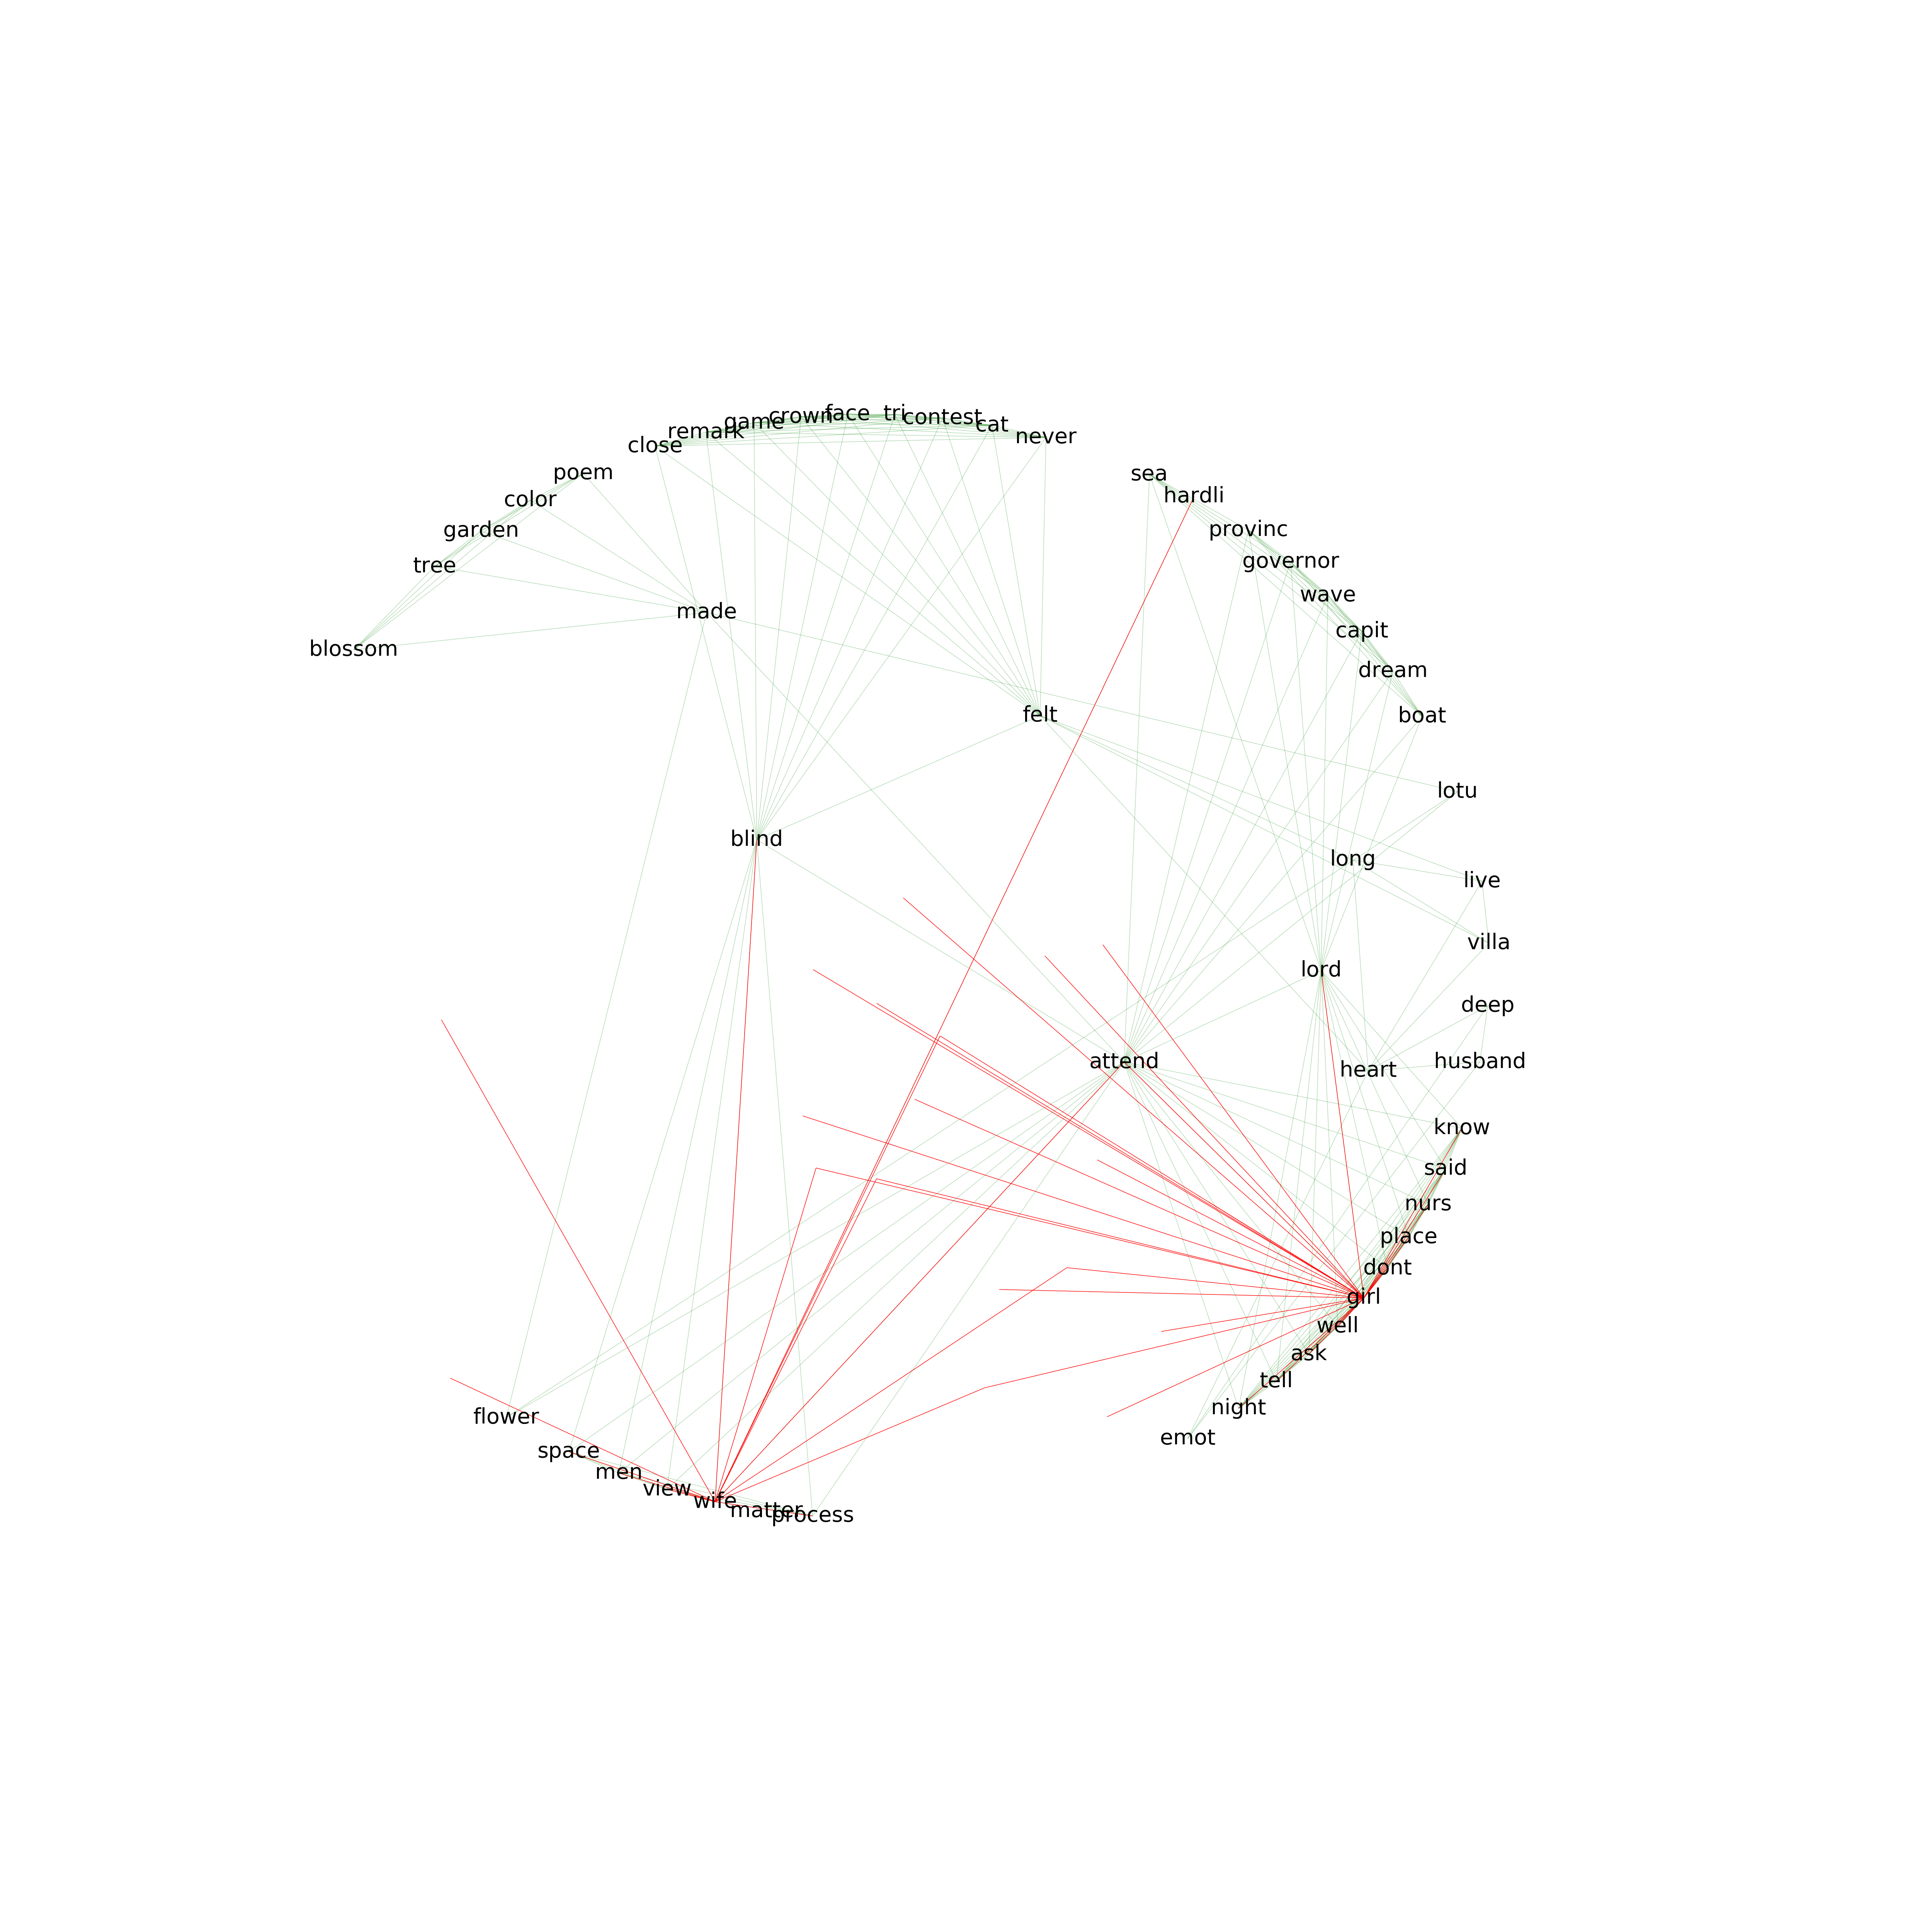 face
tri
crown
contest
game
cat
remark
never
close
poem
sea
hardli
color
provinc
garden
governor
tree
wave
made
capit
blossom
dream
felt
boat
lotu
blind
long
live
villa
lord
deep
attend
husband
heart
know
said
nurs
place
dont
girl
well
ask
tell
night
flower
emot
space
men
view
wife
matter
process